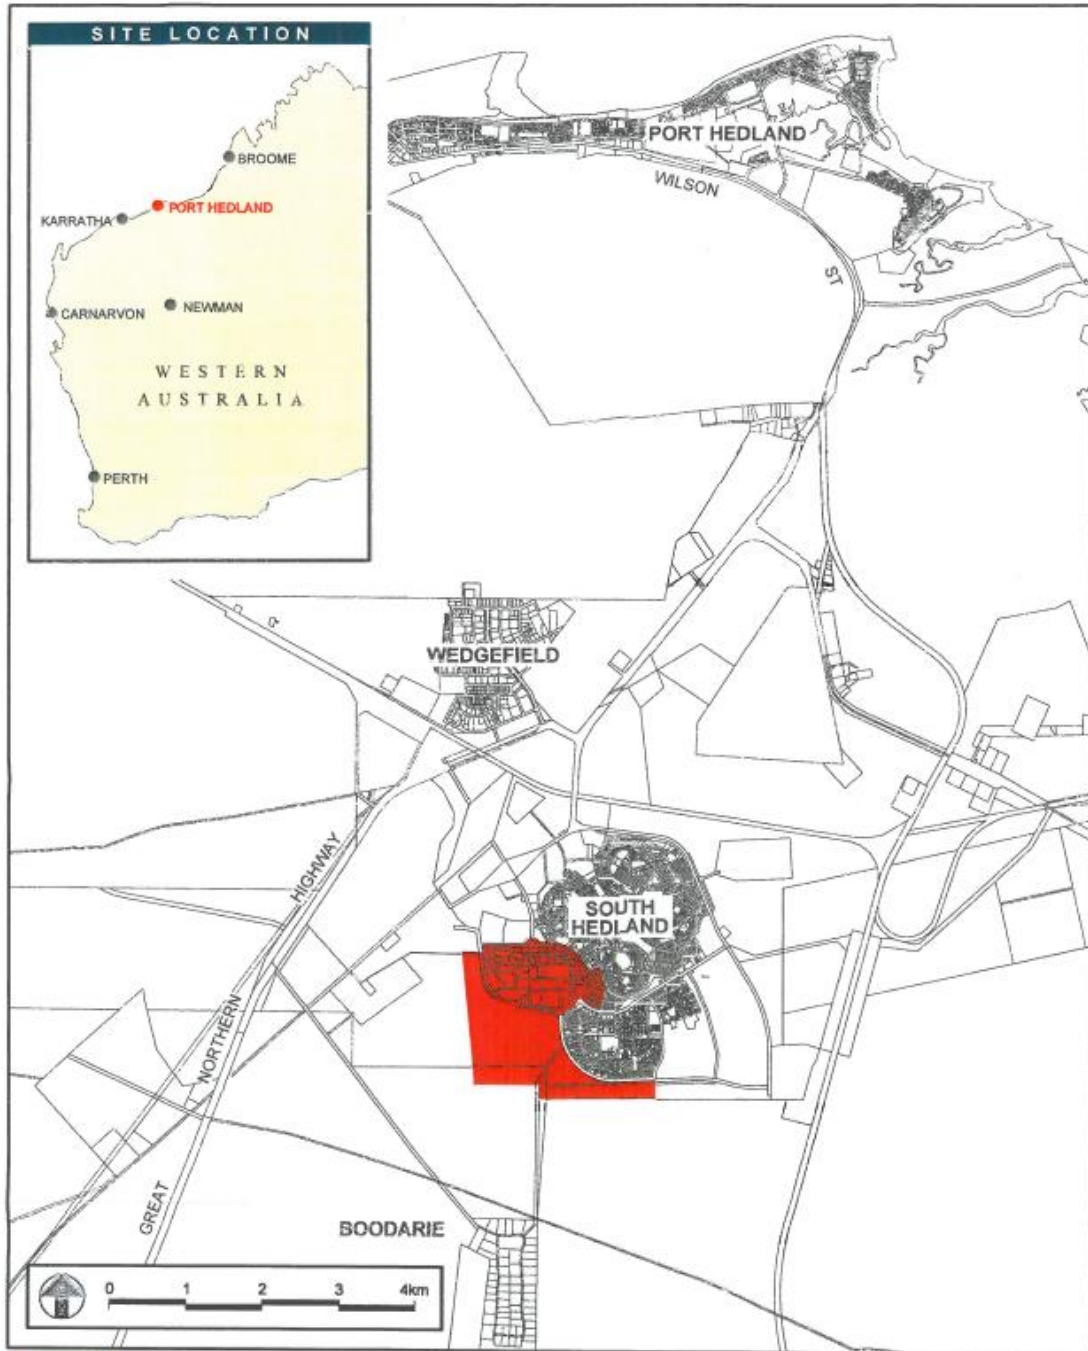 SITE LOCATION
BROOME
PORT HEDLAND
KARRATHA
CARNARVON
NEWMAN
WESTERN
AUSTRALIA
PERTH
PORT HEDLAND
WILSON
ST
WEDGEFIELD
HIGHWAY
SOUTH
HEDLAND
NORTHERN
GREAT
BOODARIE
0 1 2 3 4km